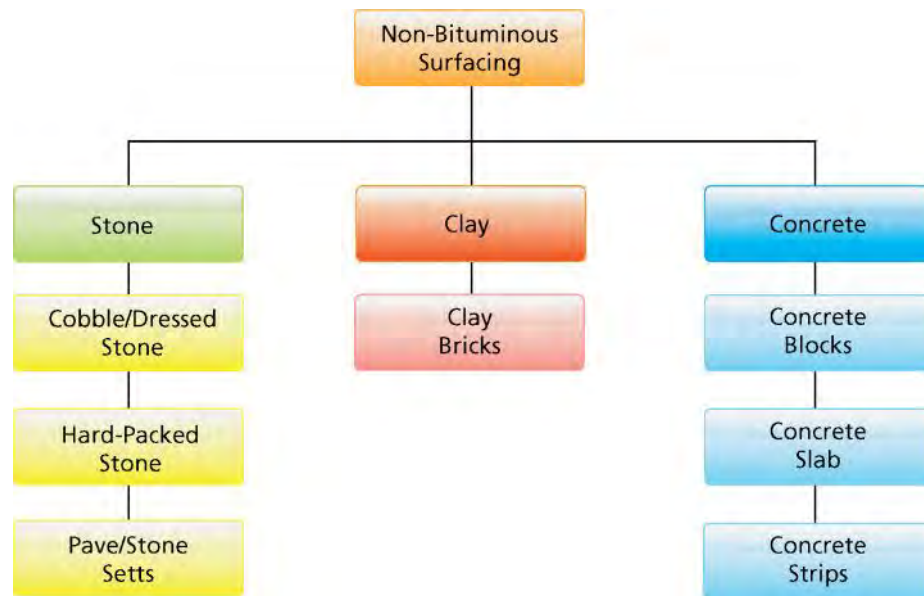 Non-Bituminous
Surfacing
Stone
Clay
Concrete
Cobble/Dressed
Stone
Clay
Bricks
Concrete
Blocks
Hard-Packed
Stone
Concrete
Slab
Pave/Stone
Setts
Concrete
Strips